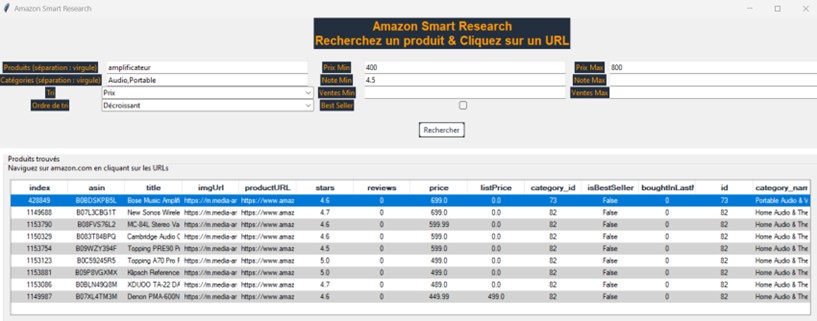 Amazon Smart Research
Amazon Smart Research
Recherchez un produit & Cliquez sur un URL
Produits (séparation : virgule) amplificateur Prix Min 400 Prix Max 800
Catégories (séparation : virgule) Audio,Portable Note Min 4.5 Note Max
Tri Prix Ventes Min Ventes Max
Ordre de tri Décroissant Best Seller
Rechercher
Produits trouvés
Naviguez sur amazon.com en cliquant sur les URLs
index asin title imgUrl productURL stars reviews price listPrice category_id isBestSeller boughtInLastM id category_nam
428849 B08DSKPB5L Bose Music Amplifi https://m.media-ar https://www.amaz 4.6 0 699.0 0.0 73 False 0 73 Portable Audio & V
1149688 B07L3CBG1T New Sonos Wirele https://m.media-ar https://www.amaz 4.7 0 699.0 0.0 82 False 0 82 Home Audio & The
1153790 B08FVS76L2 MC-84L Stereo Va https://m.media-ar https://www.amaz 4.6 0 599.99 0.0 82 False 0 82 Home Audio & The
1150329 B083T84BPQ Cambridge Audio C https://m.media-ar https://www.amaz 4.6 0 599.0 0.0 82 False 0 82 Home Audio & The
1153754 B09WZY394F Topping PRE90 Pr https://m.media-ar https://www.amaz 4.5 0 599.0 0.0 82 False 0 82 Home Audio & The
1153123 B0C59245R5 Topping A70 Pro F https://m.media-ar https://www.amaz 5.0 0 499.0 0.0 82 False 0 82 Home Audio & The
1153881 B09P8VGXMX Klipsch Reference https://m.media-ar https://www.amaz 5.0 0 499.0 0.0 82 False 0 82 Home Audio & The
1153086 B0BLN49Q8M XDUOO TA-22 DA https://m.media-ar https://www.amaz 4.7 0 489.0 0.0 82 False 0 82 Home Audio & The
1149987 B07XL4TM3M Denon PMA-600N https://m.media-ar https://www.amaz 4.6 0 449.99 499.0 82 False 0 82 Home Audio & The